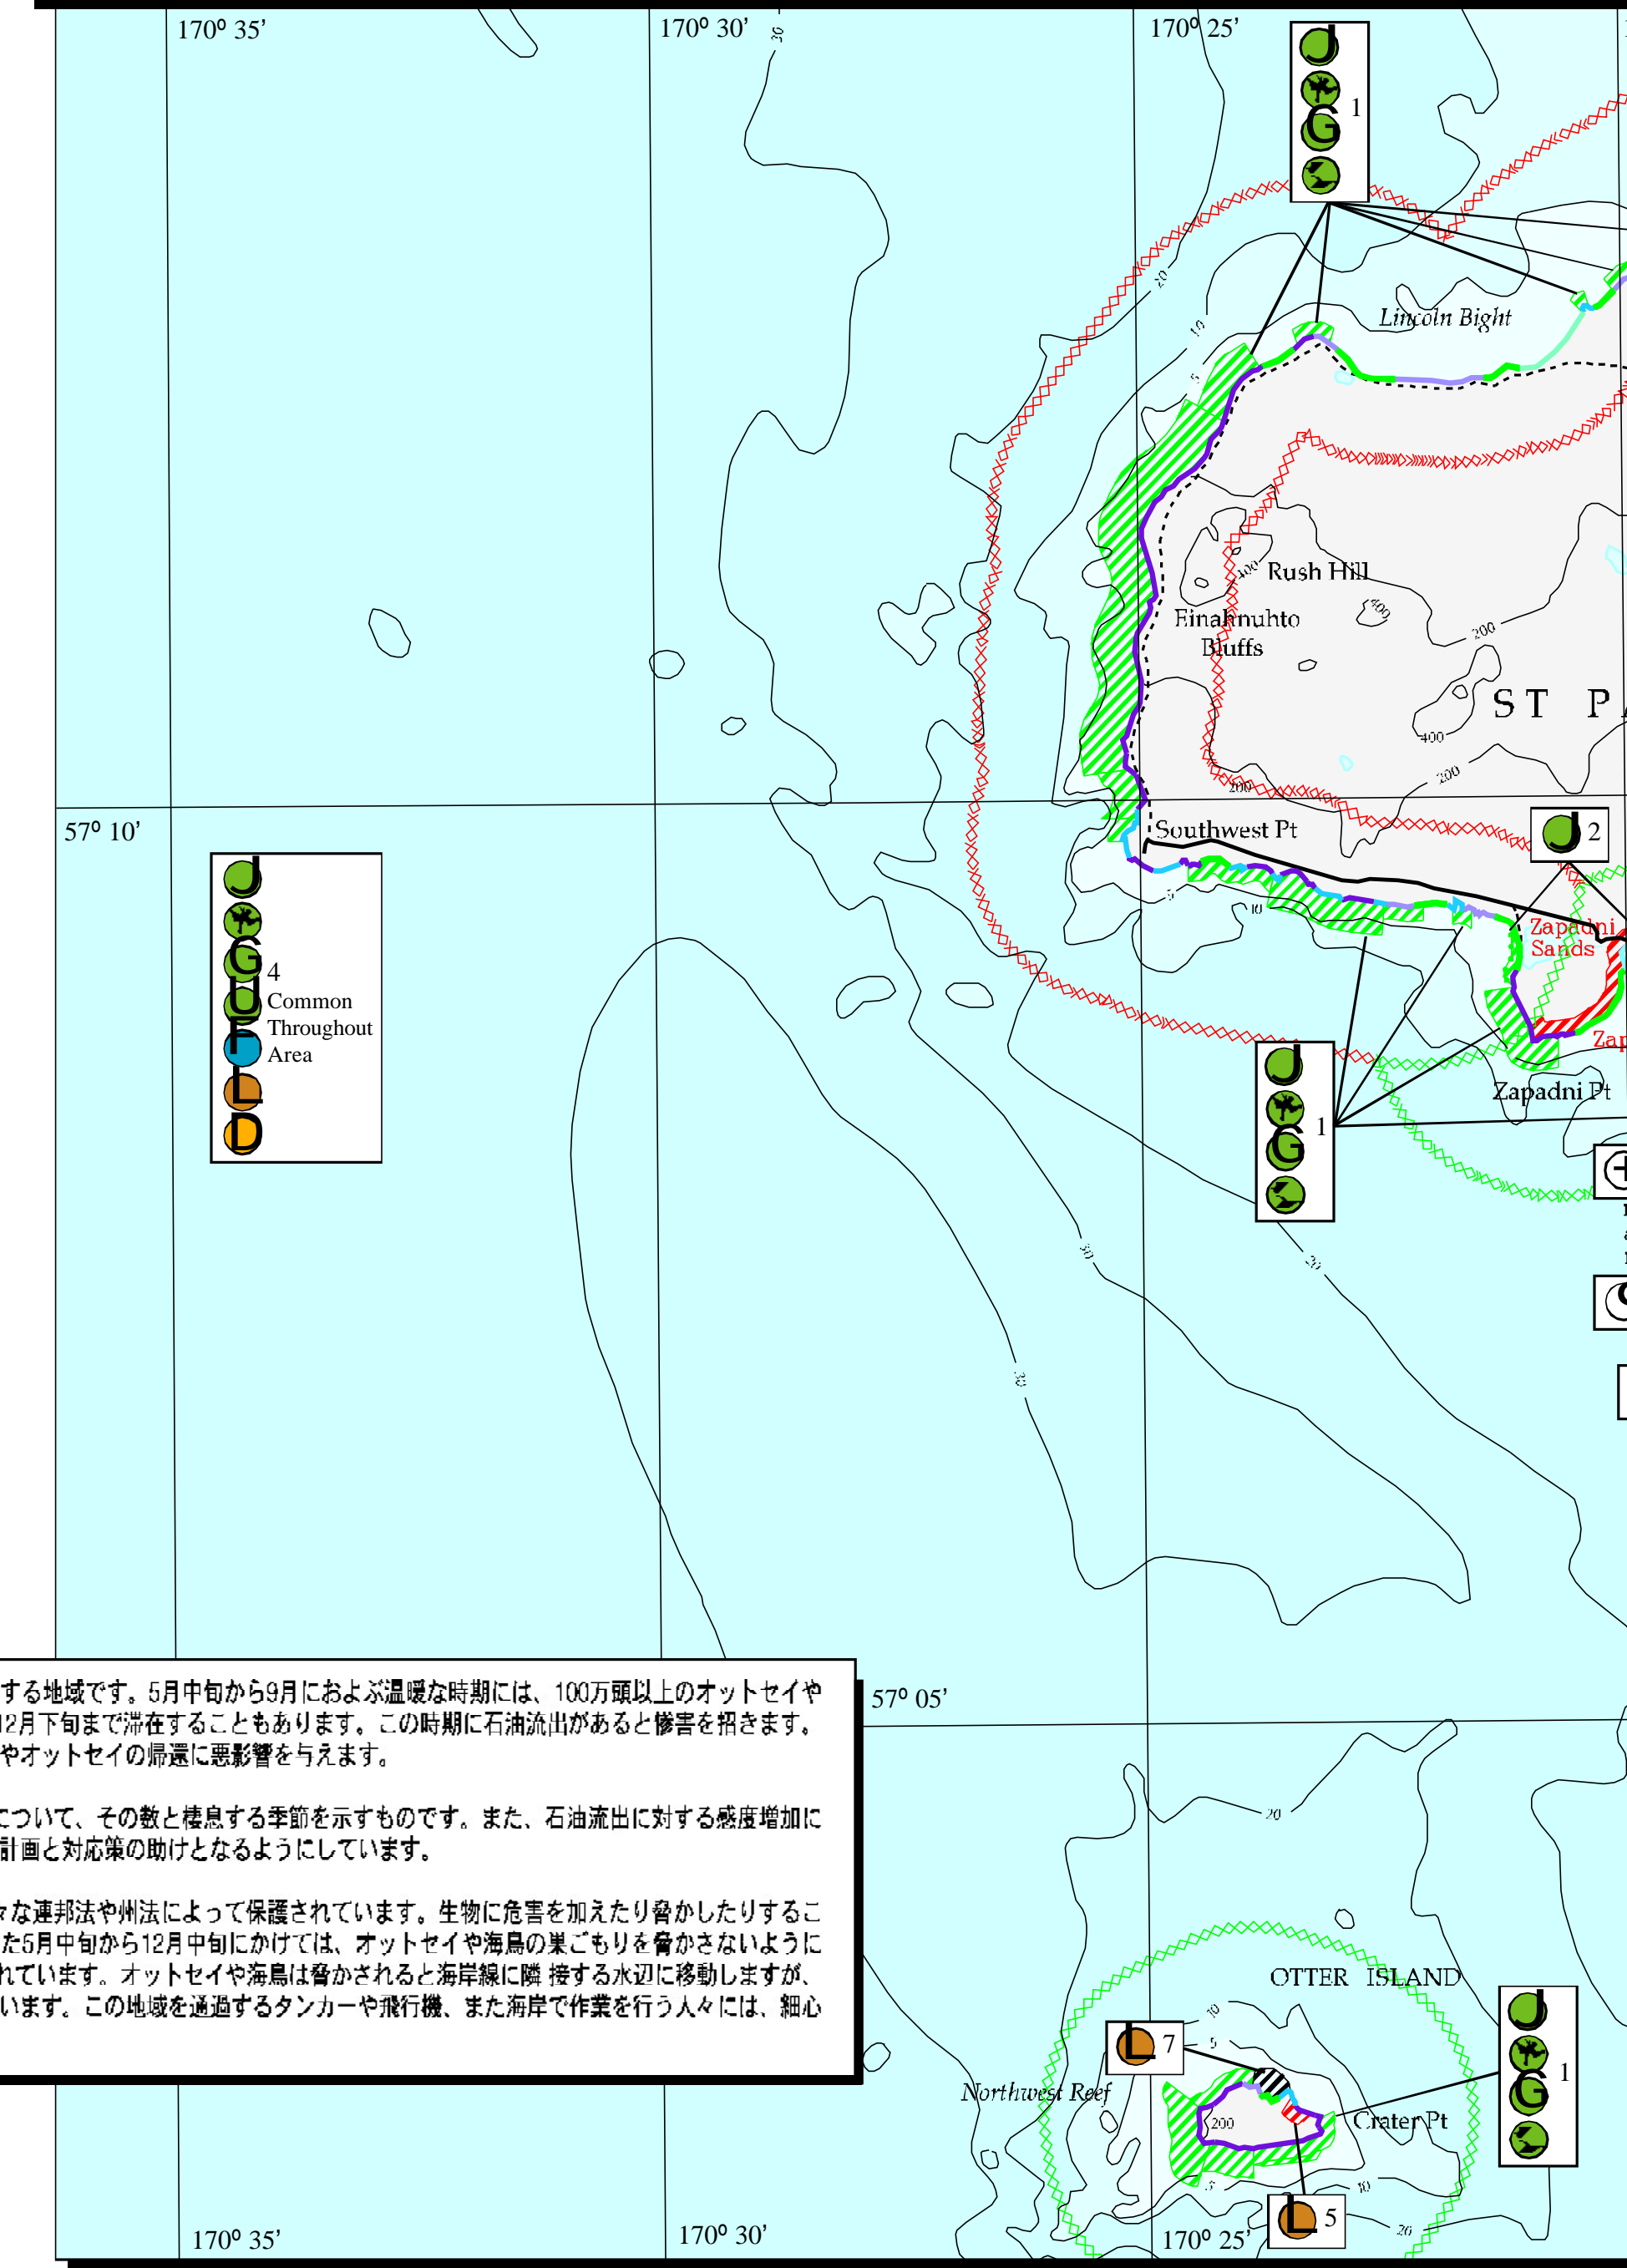 170º 35’
170º 30’
170º 25’
30
J
G
1
20
10
5
Lincoln Bight
400
Rush Hill
400
200
Einahnuhto
Bluffs
ST P
400
200
200
57º 10’
Southwest Pt
J 2
5
10
Zapadni
Sands
J
G
U
F
L
D
4
Common
Throughout
Area
J
G
1
Zap
Zapadni Pt
30
20
30
する地域です。5月中旬から9月におよぶ温暖な時期には、100万頭以上のオットセイや
12月下旬まで滞在することもあります。この時期に石油流出があると惨害を招きます。
やオットセイの帰還に悪影響を与えます。
について、その数と棲息する季節を示すものです。また、石油流出に対する感度増加に
計画と対応策の助けとなるようにしています。
々な連邦法や州法によって保護されています。生物に危害を加えたり脅かしたりするこ
た5月中旬から12月中旬にかけては、オットセイや海鳥の巣ごもりを脅かさないように
れています。オットセイや海鳥は脅かされると海岸線に隣 接する水辺に移動しますが、
います。この地域を通過するタンカーや飛行機、また海岸で作業を行う人々には、細心
57º 05’
20
OTTER ISLAND
10
5
L 7
J
G
1
Northwest Reef
200
Crater Pt
5
10
L 5
20
170º 35’
170º 30’
170º 25’